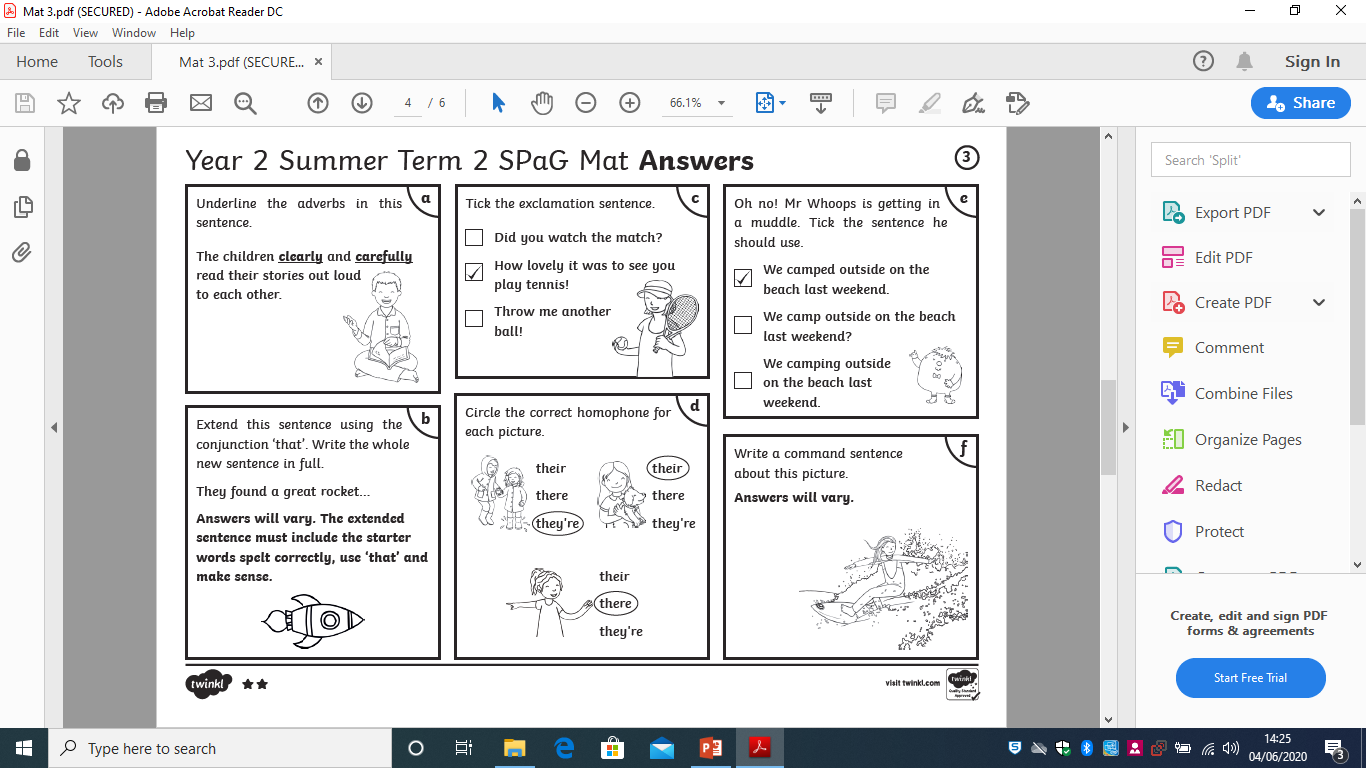 Mat 3.pdf (SECURED) - Adobe Acrobat Reader DC
File Edit View Window Help
Home Tools Mat 3.pdf (SECURE... × Sign In
4 / 6 66.1% Share
Year 2 Summer Term 2 SPaG Mat Answers 3
a
Underline the adverbs in this
sentence.
The children clearly and carefully
read their stories out loud
to each other.
b
Extend this sentence using the
conjunction ‘that’. Write the whole
new sentence in full.
They found a great rocket...
Answers will vary. The extended
sentence must include the starter
words spelt correctly, use ‘that’ and
make sense.
c
Tick the exclamation sentence.
Did you watch the match?
How lovely it was to see you
play tennis!
Throw me another
ball!
d
Circle the correct homophone for
each picture.
their
there
they're
their
there
they're
their
there
they're
e
Oh no! Mr Whoops is getting in
a muddle. Tick the sentence he
should use.
We camped outside on the
beach last weekend.
We camp outside on the beach
last weekend?
We camping outside
on the beach last
weekend.
f
Write a command sentence
about this picture.
Answers will vary.
twinkl
visit twinkl.com
twinkl
Quality Standard
Approved
Search 'Split'
Export PDF
Edit PDF
Create PDF
Comment
Combine Files
Organize Pages
Redact
Protect
Create, edit and sign PDF
forms & agreements
Start Free Trial
Type here to search
14:25
04/06/2020
3